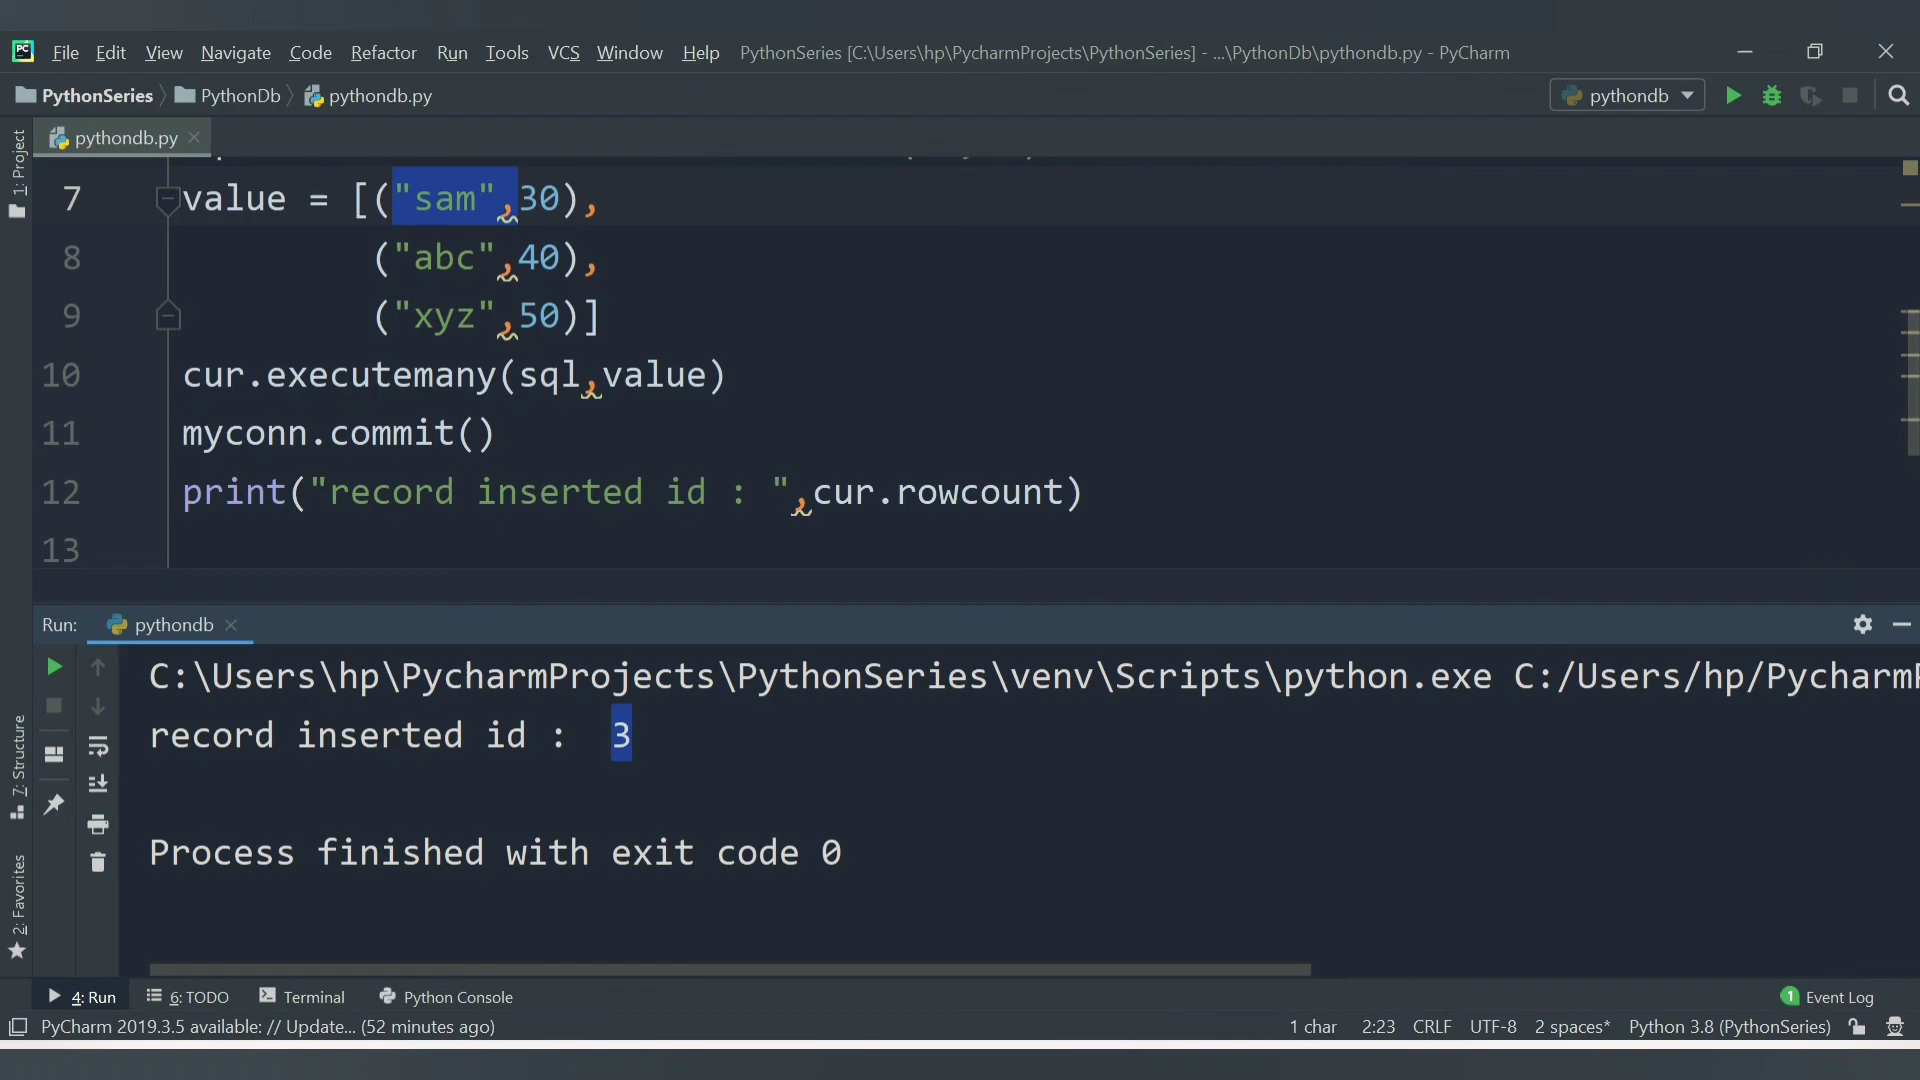 File Edit View Navigate Code Refactor Run Tools VCS Window Help PythonSeries [C:\Users\hp\PycharmProjects\PythonSeries] - ...\PythonDb\pythondb.py - PyCharm
PythonSeries PythonDb pythondb.py pythondb
1: Project
pythondb.py
7 value = [("sam",30),
8 ("abc",40),
9 ("xyz",50)]
10 cur.executemany(sql,value)
11 myconn.commit()
12 print("record inserted id : ",cur.rowcount)
13
Run: pythondb
C:\Users\hp\PycharmProjects\PythonSeries\venv\Scripts\python.exe C:/Users/hp/Pycharm
record inserted id :  3
Process finished with exit code 0
7: Structure
2: Favorites
4: Run 6: TODO Terminal Python Console 1 Event Log
PyCharm 2019.3.5 available: // Update... (52 minutes ago) 1 char 2:23 CRLF UTF-8 2 spaces* Python 3.8 (PythonSeries)